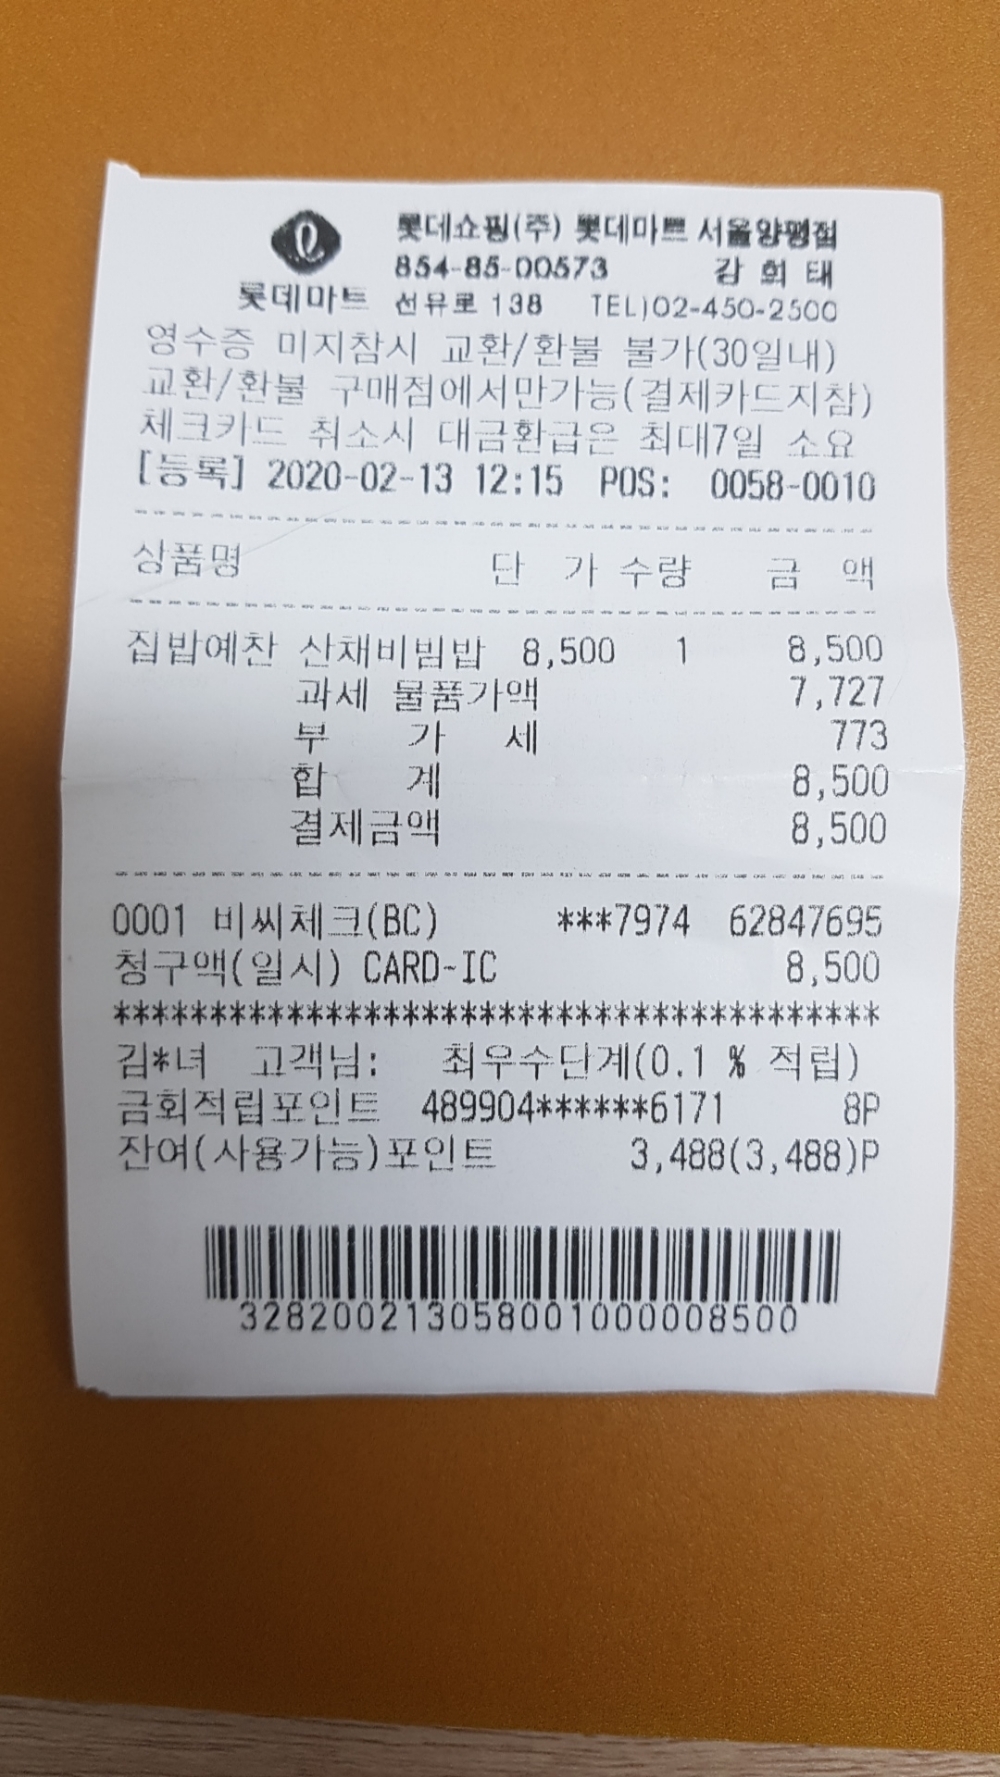 롯데쇼핑(주) 롯데마트 서울양평점
854-85-00573 강 희 태
롯데마트 선유로 138 TEL)02-450-2500
영수증 미지참시 교환/환불 불가(30일내)
교환/환불 구매점에서만가능(결제카드지참)
체크카드 취소시 대금환급은 최대7일 소요
[등록] 2020-02-13 12:15 POS: 0058-0010
상품명 단 가 수량 금 액
집밥예찬 산채비빔밥 8,500 1 8,500
과세 물품가액 7,727
부 가 세 773
합 계 8,500
결제금액 8,500
0001 비씨체크(BC) ***7974 62847695
청구액(일시) CARD-IC 8,500
****************************************
김*녀 고객님: 최우수단계(0.1 % 적립)
금회적립포인트 489904******6171 8P
잔여(사용가능)포인트 3,488(3,488)P
328200213058001000008500